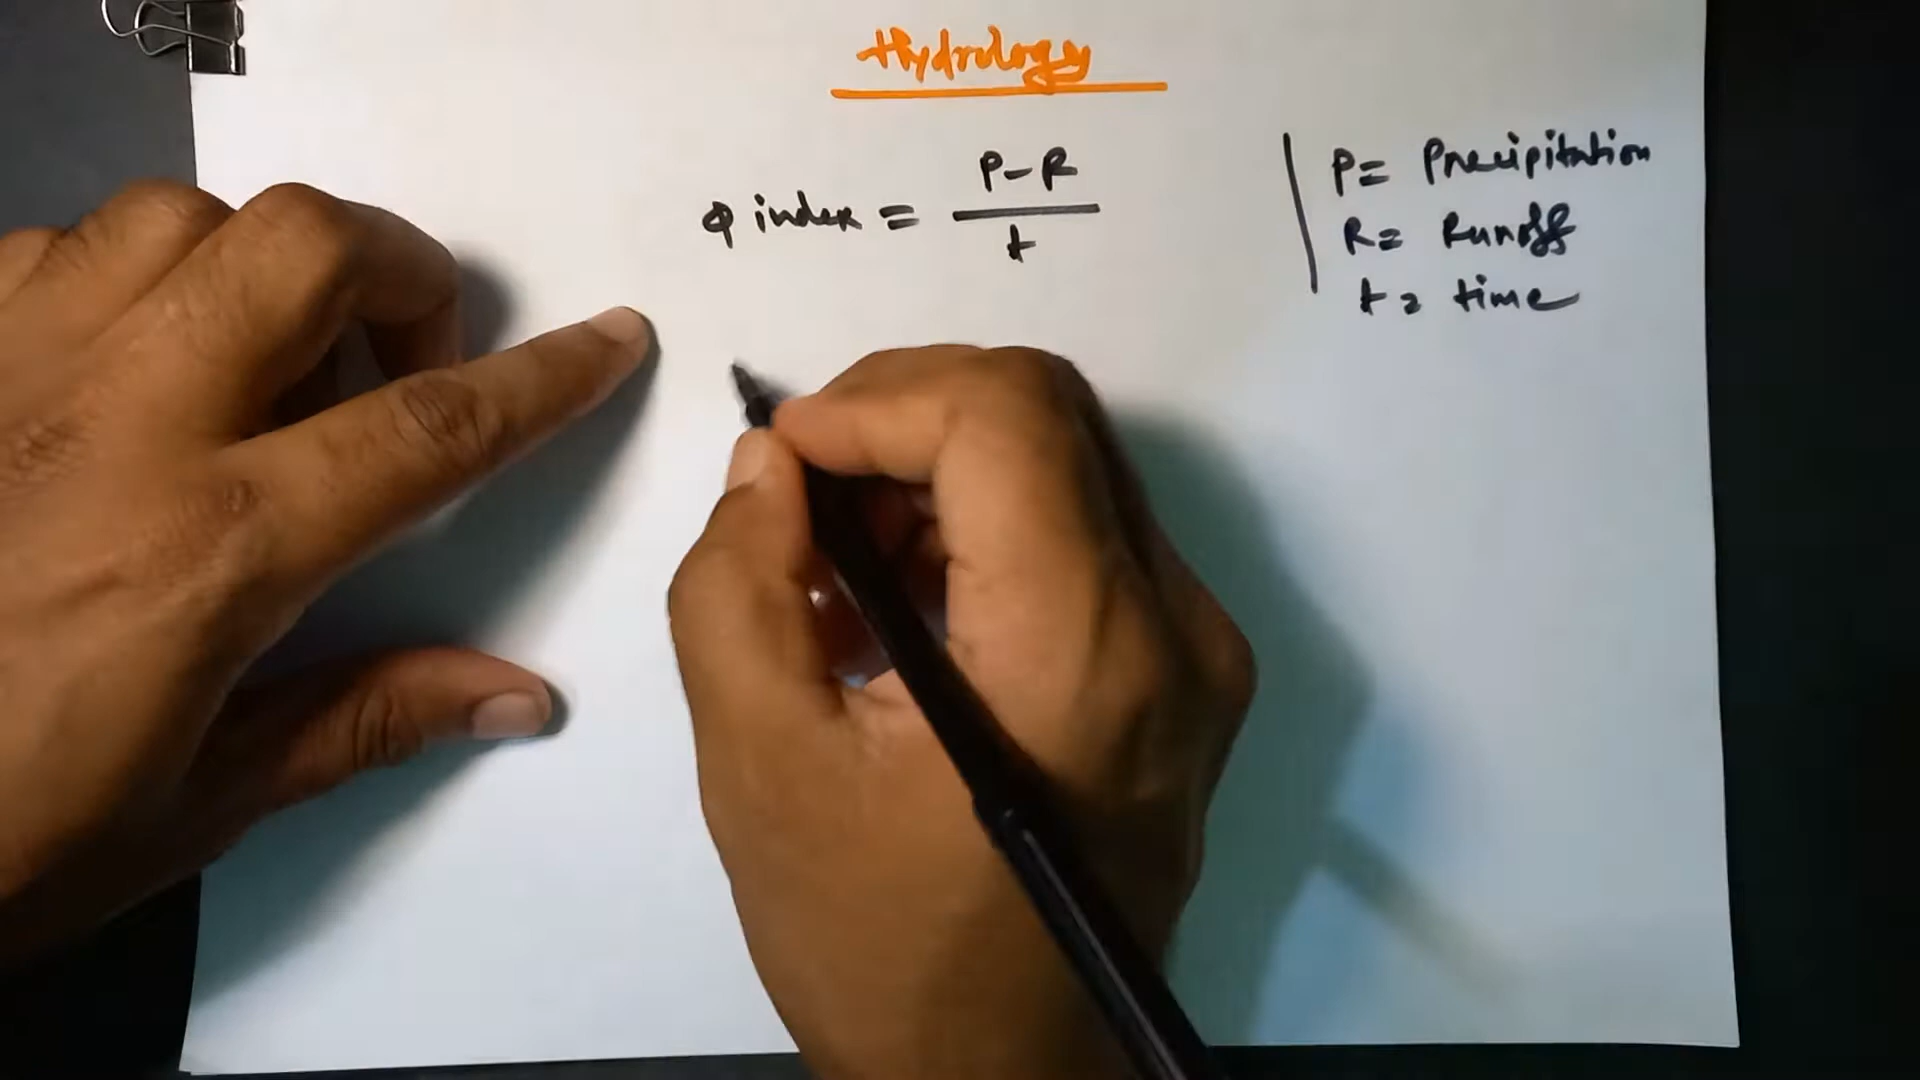 Hydrology
φ index = P-R / t
P= Precipitation
R= Runoff
t= time